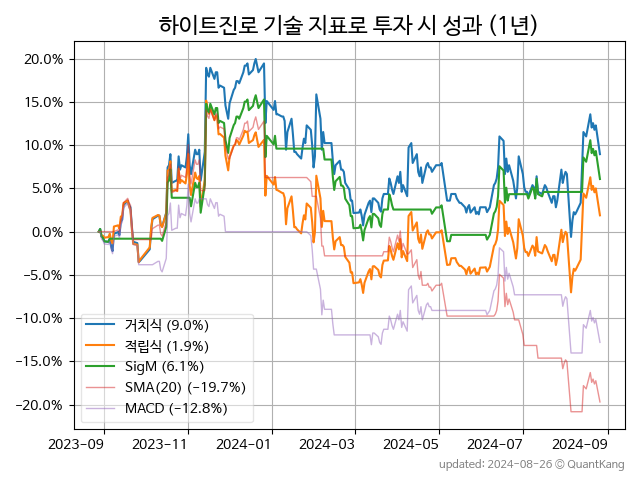 하이트진로 기술 지표로 투자 시 성과 (1년)
20.0%
15.0%
10.0%
5.0%
0.0%
−5.0%
−10.0%
−15.0%
−20.0%
거치식 (9.0%)
적립식 (1.9%)
SigM (6.1%)
SMA(20) (−19.7%)
MACD (−12.8%)
2023-09 2023-11 2024-01 2024-03 2024-05 2024-07 2024-09
updated: 2024-08-26 © QuantKang